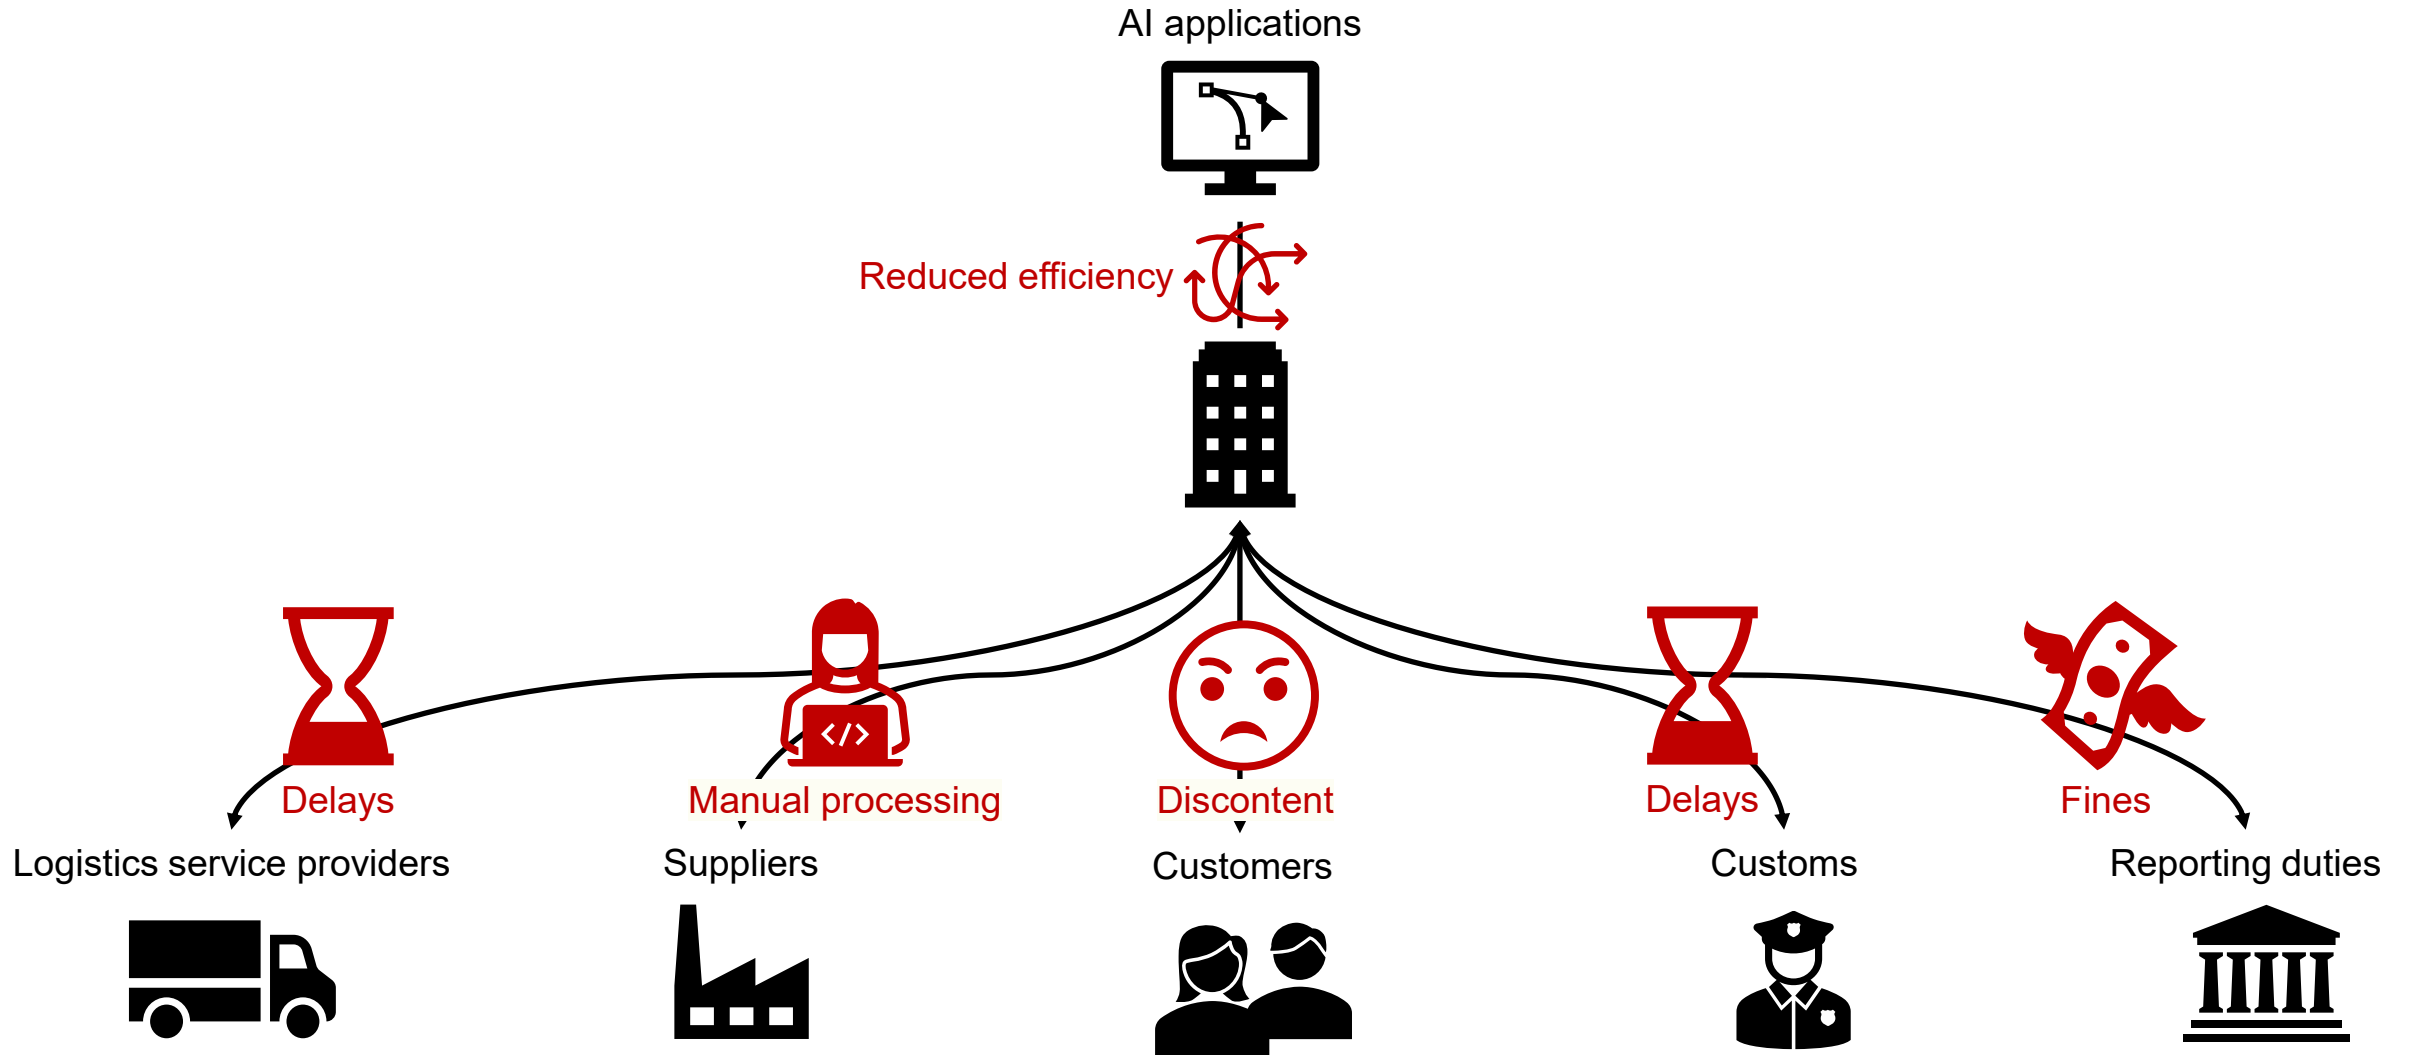 AI applications
Reduced efficiency
Delays
Manual processing
Discontent
Delays
Fines
Logistics service providers
Suppliers
Customers
Customs
Reporting duties